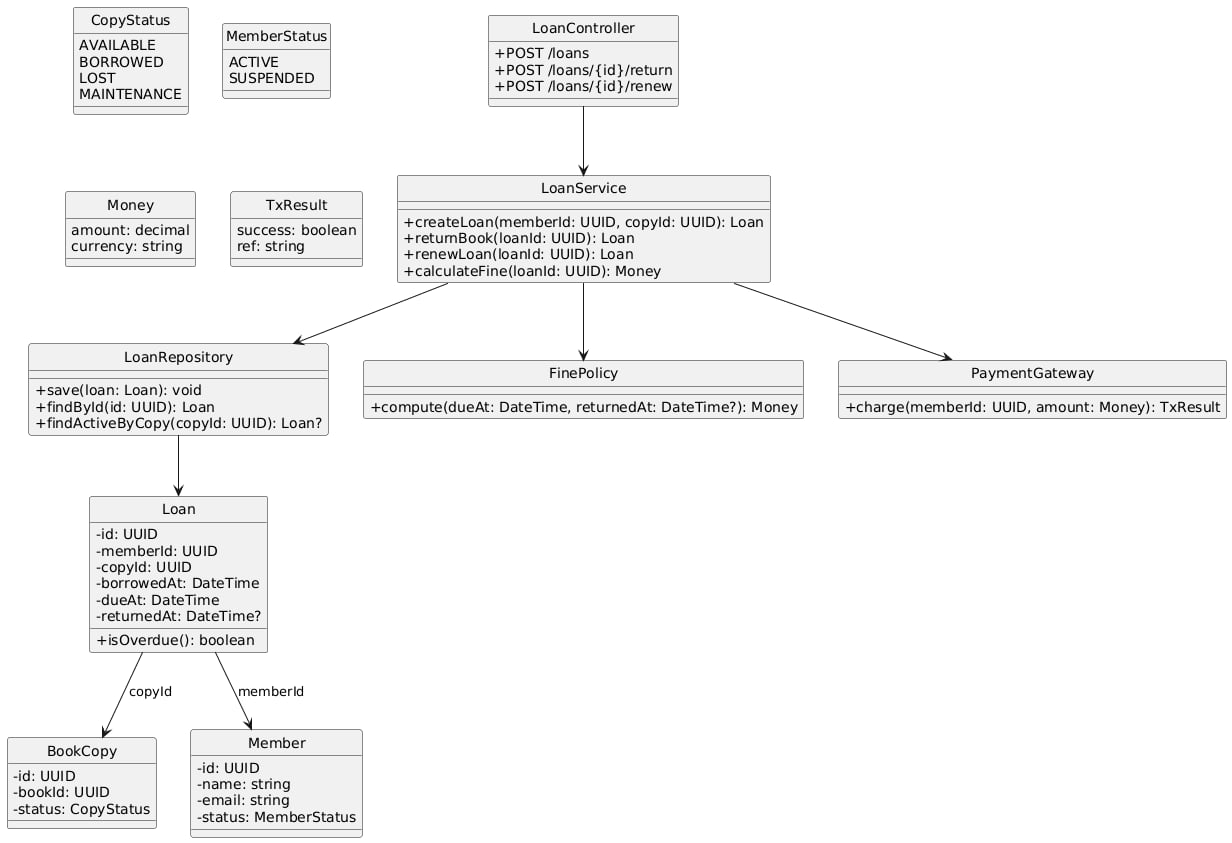 CopyStatus
AVAILABLE
BORROWED
LOST
MAINTENANCE
MemberStatus
ACTIVE
SUSPENDED
LoanController
+POST /loans
+POST /loans/{id}/return
+POST /loans/{id}/renew
Money
amount: decimal
currency: string
TxResult
success: boolean
ref: string
LoanService
+createLoan(memberId: UUID, copyId: UUID): Loan
+returnBook(loanId: UUID): Loan
+renewLoan(loanId: UUID): Loan
+calculateFine(loanId: UUID): Money
LoanRepository
+save(loan: Loan): void
+findById(id: UUID): Loan
+findActiveByCopy(copyId: UUID): Loan?
FinePolicy
+compute(dueAt: DateTime, returnedAt: DateTime?): Money
PaymentGateway
+charge(memberId: UUID, amount: Money): TxResult
Loan
-id: UUID
-memberId: UUID
-copyId: UUID
-borrowedAt: DateTime
-dueAt: DateTime
-returnedAt: DateTime?
+isOverdue(): boolean
copyId
memberId
BookCopy
-id: UUID
-bookId: UUID
-status: CopyStatus
Member
-id: UUID
-name: string
-email: string
-status: MemberStatus